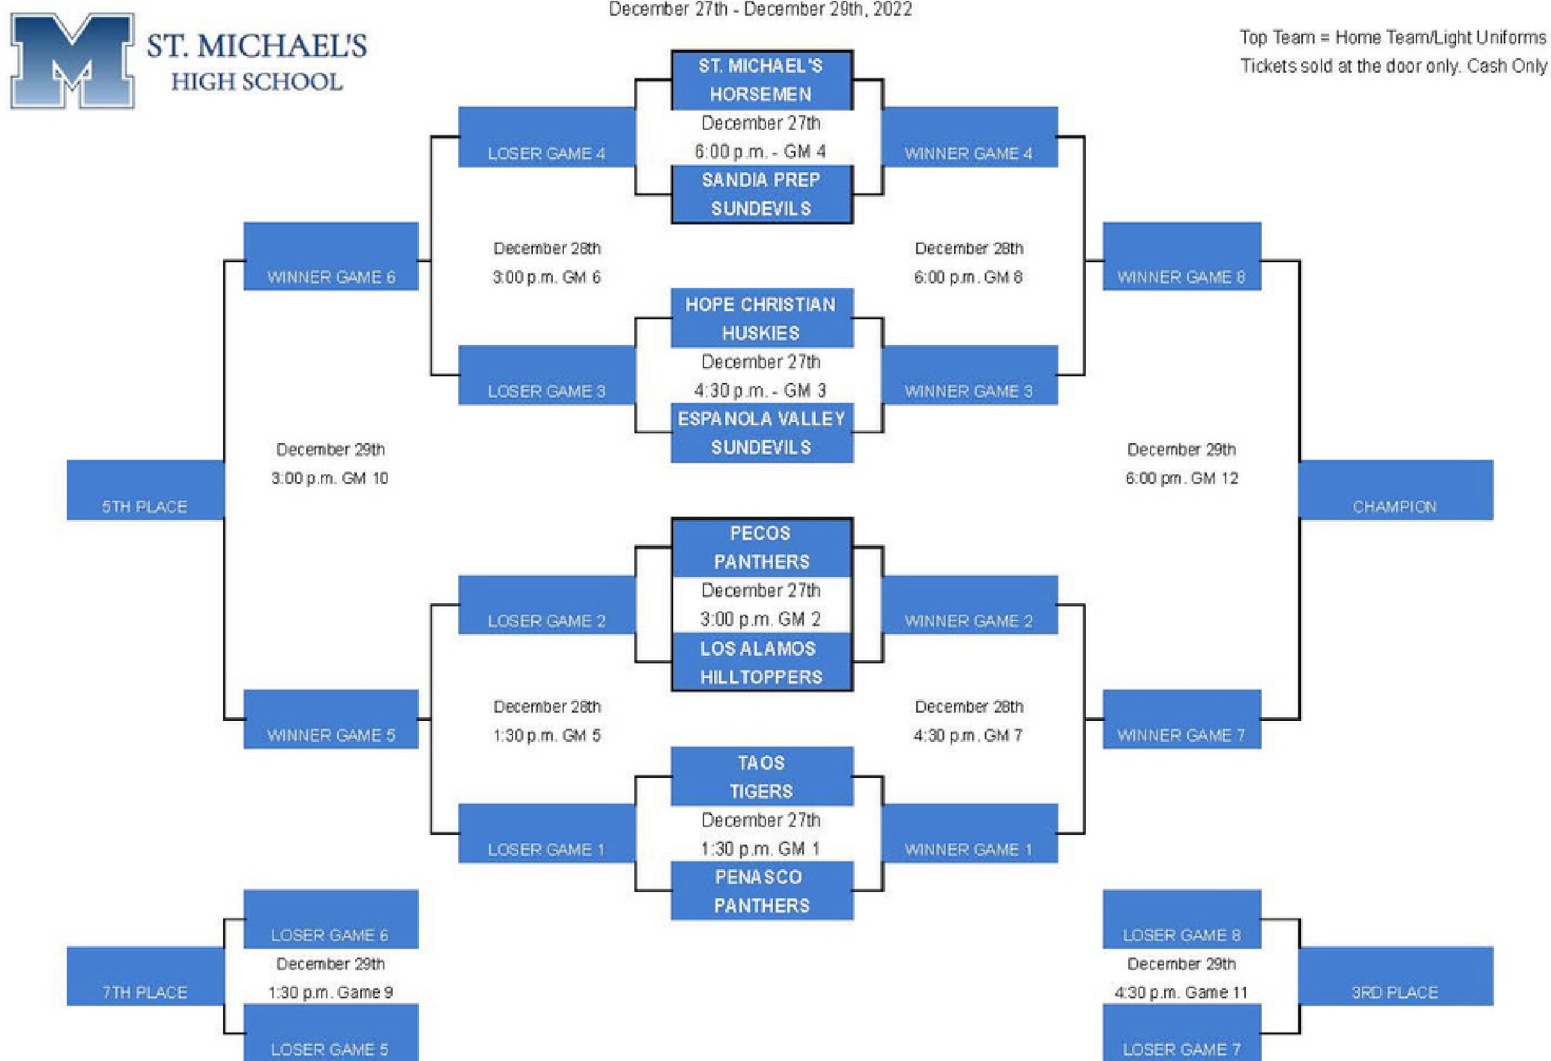 December 27th - December 29th, 2022
M ST. MICHAEL'S
HIGH SCHOOL
Top Team = Home Team/Light Uniforms
Tickets sold at the door only. Cash Only
ST. MICHAEL'S
HORSEMEN
December 27th
6:00 p.m. - GM 4
SANDIA PREP
SUNDEVILS
LOSER GAME 4
WINNER GAME 4
December 28th
3:00 p.m. GM 6
December 28th
6:00 p.m. GM 8
WINNER GAME 6
WINNER GAME 8
HOPE CHRISTIAN
HUSKIES
December 27th
4:30 p.m. - GM 3
ESPANOLA VALLEY
SUNDEVILS
LOSER GAME 3
WINNER GAME 3
December 29th
3:00 p.m. GM 10
December 29th
6:00 pm. GM 12
5TH PLACE
CHAMPION
PECOS
PANTHERS
December 27th
3:00 p.m. GM 2
LOS ALAMOS
HILLTOPPERS
LOSER GAME 2
WINNER GAME 2
December 28th
1:30 p.m. GM 5
December 28th
4:30 p.m. GM 7
WINNER GAME 5
WINNER GAME 7
TAOS
TIGERS
December 27th
1:30 p.m. GM 1
PENASCO
PANTHERS
LOSER GAME 1
WINNER GAME 1
LOSER GAME 6
December 29th
1:30 p.m. Game 9
LOSER GAME 5
7TH PLACE
LOSER GAME 8
December 29th
4:30 p.m. Game 11
LOSER GAME 7
3RD PLACE